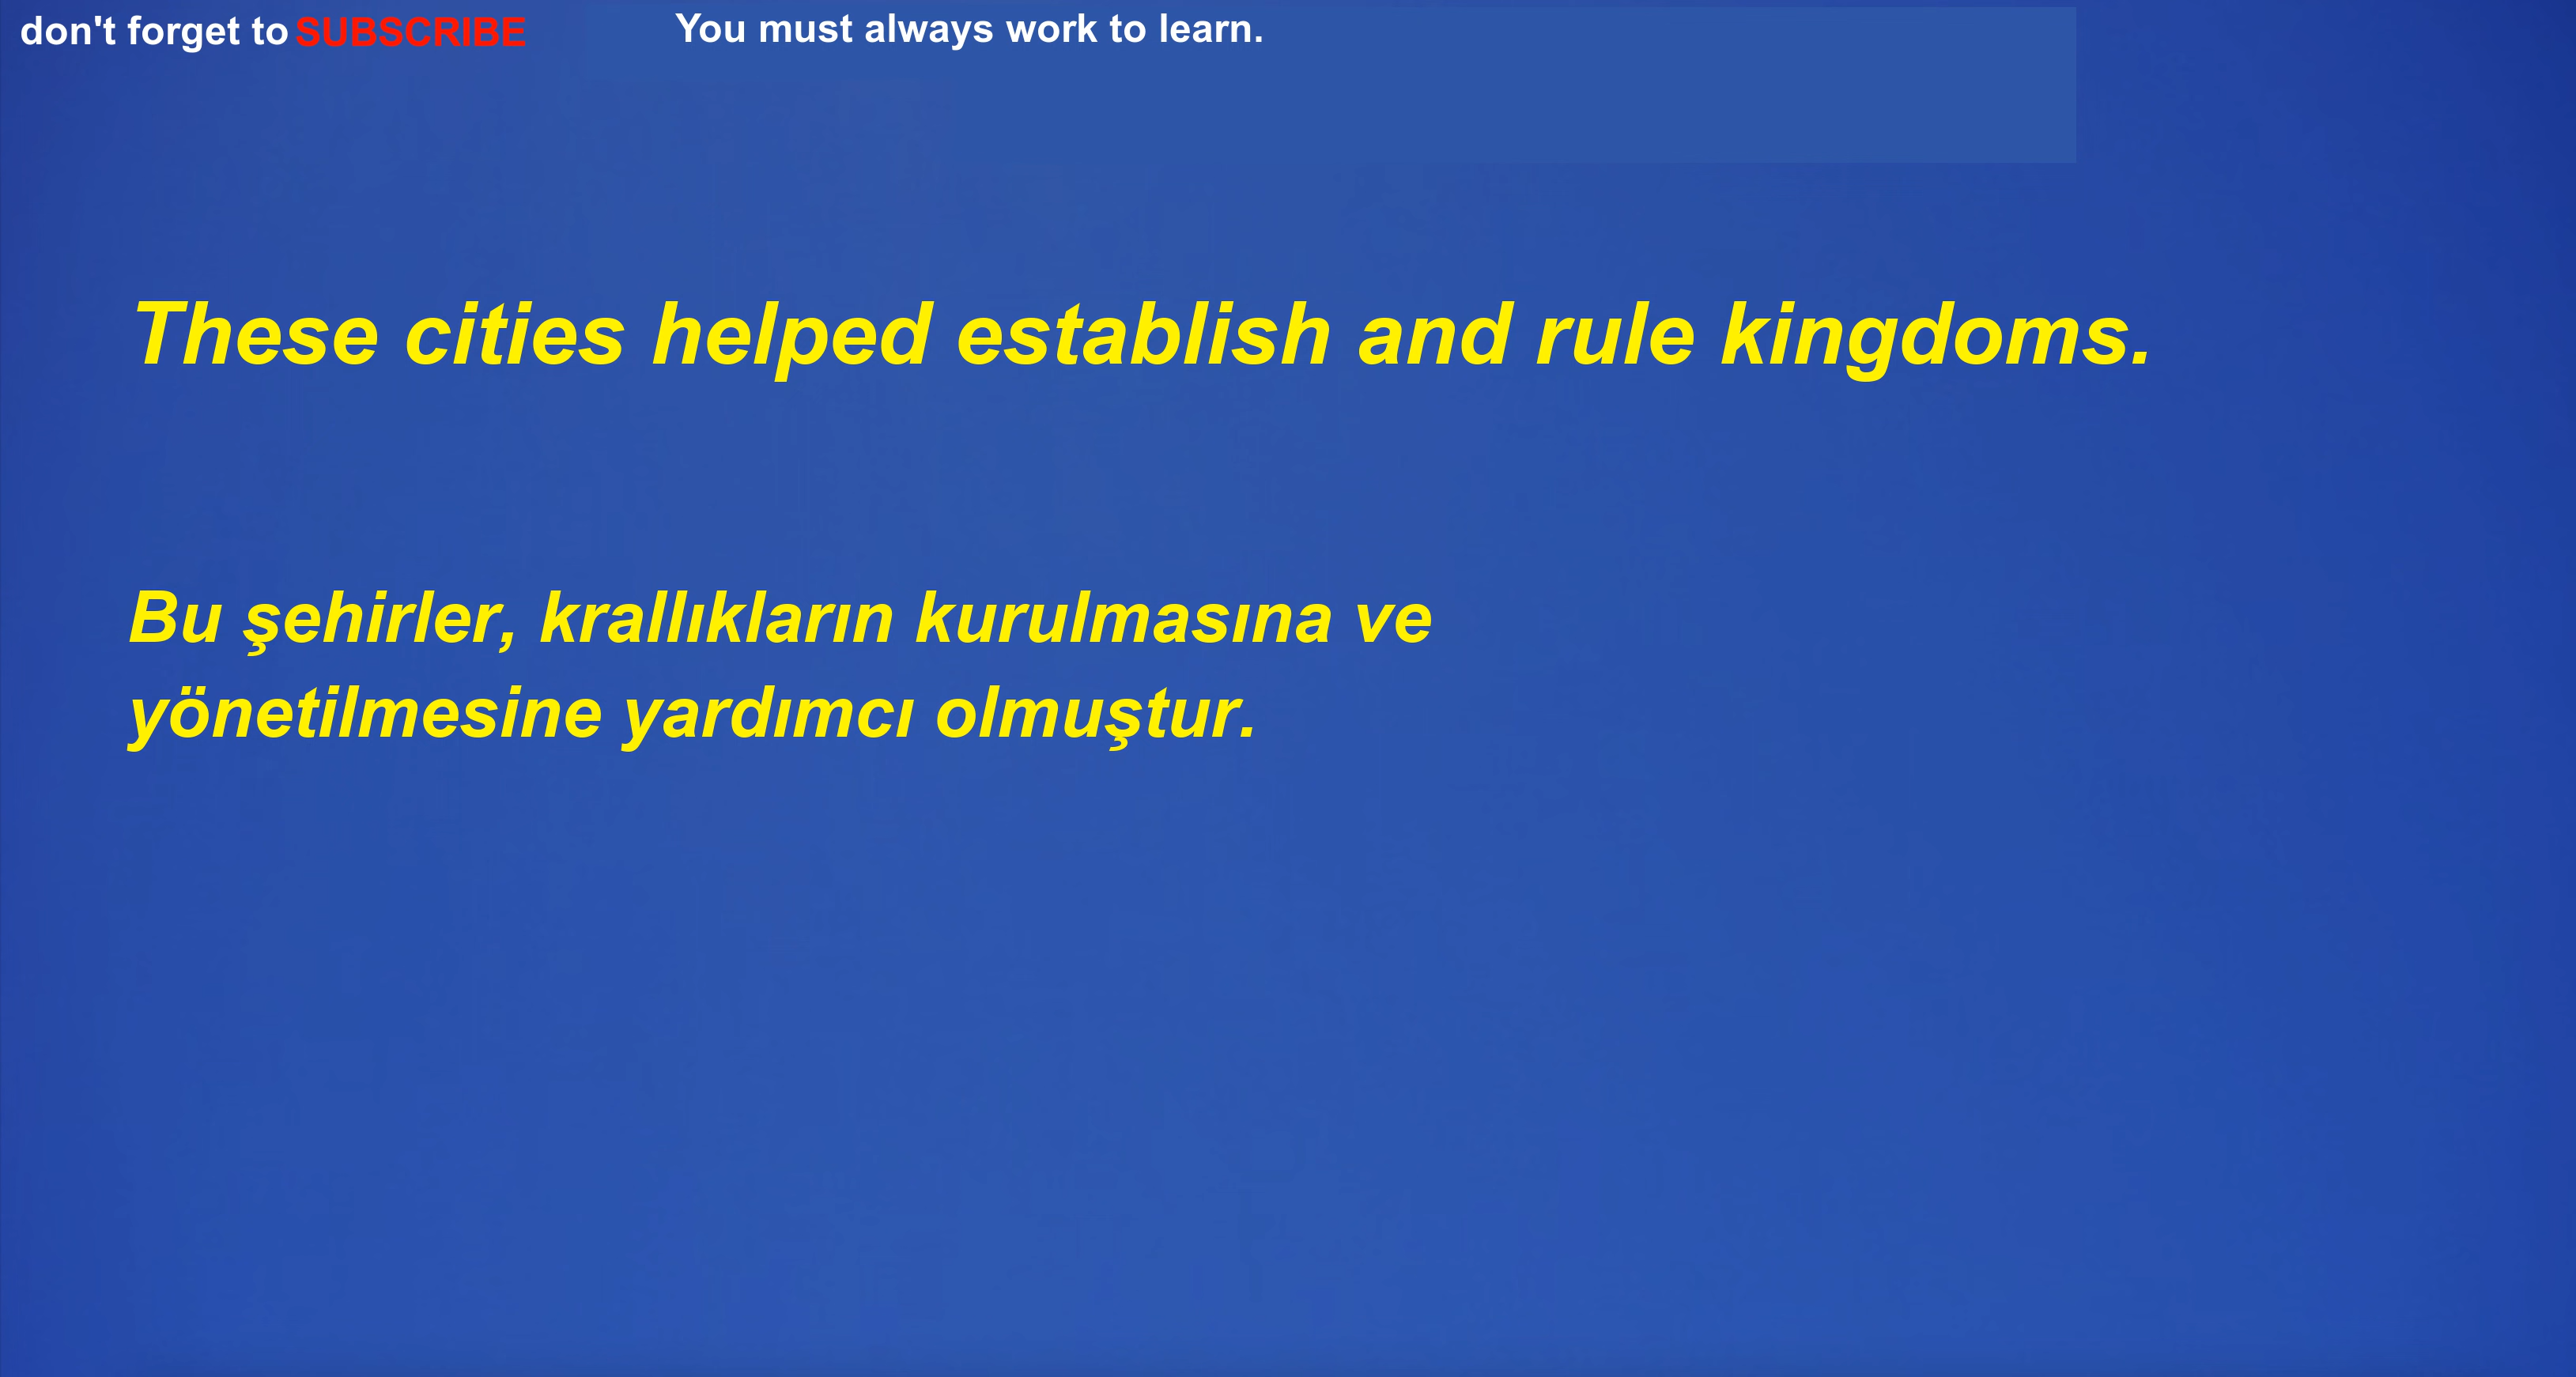 don't forget to SUBSCRIBE
You must always work to learn.
These cities helped establish and rule kingdoms.
Bu şehirler, krallıkların kurulmasına ve
yönetilmesine yardımcı olmuştur.